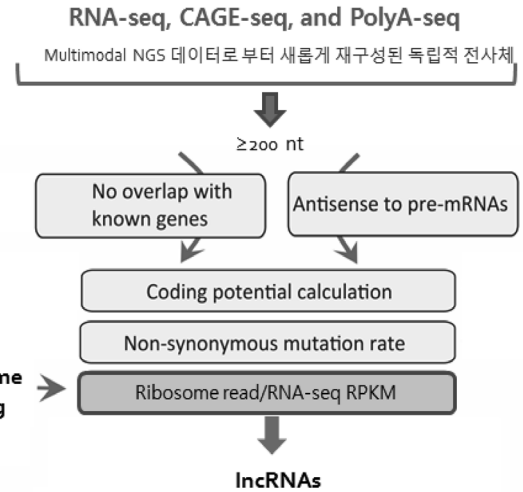 RNA-seq, CAGE-seq, and PolyA-seq
Multimodal NGS 데이터로 부터 새롭게 재구성된 독립적 전사체
≥200 nt
No overlap with
known genes
Antisense to pre-mRNAs
Coding potential calculation
Non-synonymous mutation rate
Ribosome read/RNA-seq RPKM
lncRNAs